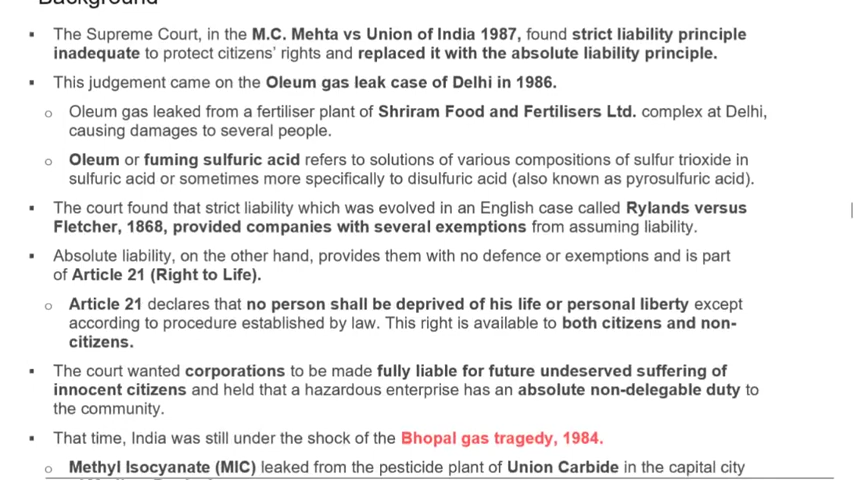 Background
▪ The Supreme Court, in the M.C. Mehta vs Union of India 1987, found strict liability principle
inadequate to protect citizens' rights and replaced it with the absolute liability principle.
▪ This judgement came on the Oleum gas leak case of Delhi in 1986.
o Oleum gas leaked from a fertiliser plant of Shriram Food and Fertilisers Ltd. complex at Delhi,
causing damages to several people.
o Oleum or fuming sulfuric acid refers to solutions of various compositions of sulfur trioxide in
sulfuric acid or sometimes more specifically to disulfuric acid (also known as pyrosulfuric acid).
▪ The court found that strict liability which was evolved in an English case called Rylands versus
Fletcher, 1868, provided companies with several exemptions from assuming liability.
▪ Absolute liability, on the other hand, provides them with no defence or exemptions and is part
of Article 21 (Right to Life).
o Article 21 declares that no person shall be deprived of his life or personal liberty except
according to procedure established by law. This right is available to both citizens and non-
citizens.
▪ The court wanted corporations to be made fully liable for future undeserved suffering of
innocent citizens and held that a hazardous enterprise has an absolute non-delegable duty to
the community.
▪ That time, India was still under the shock of the Bhopal gas tragedy, 1984.
o Methyl Isocyanate (MIC) leaked from the pesticide plant of Union Carbide in the capital city